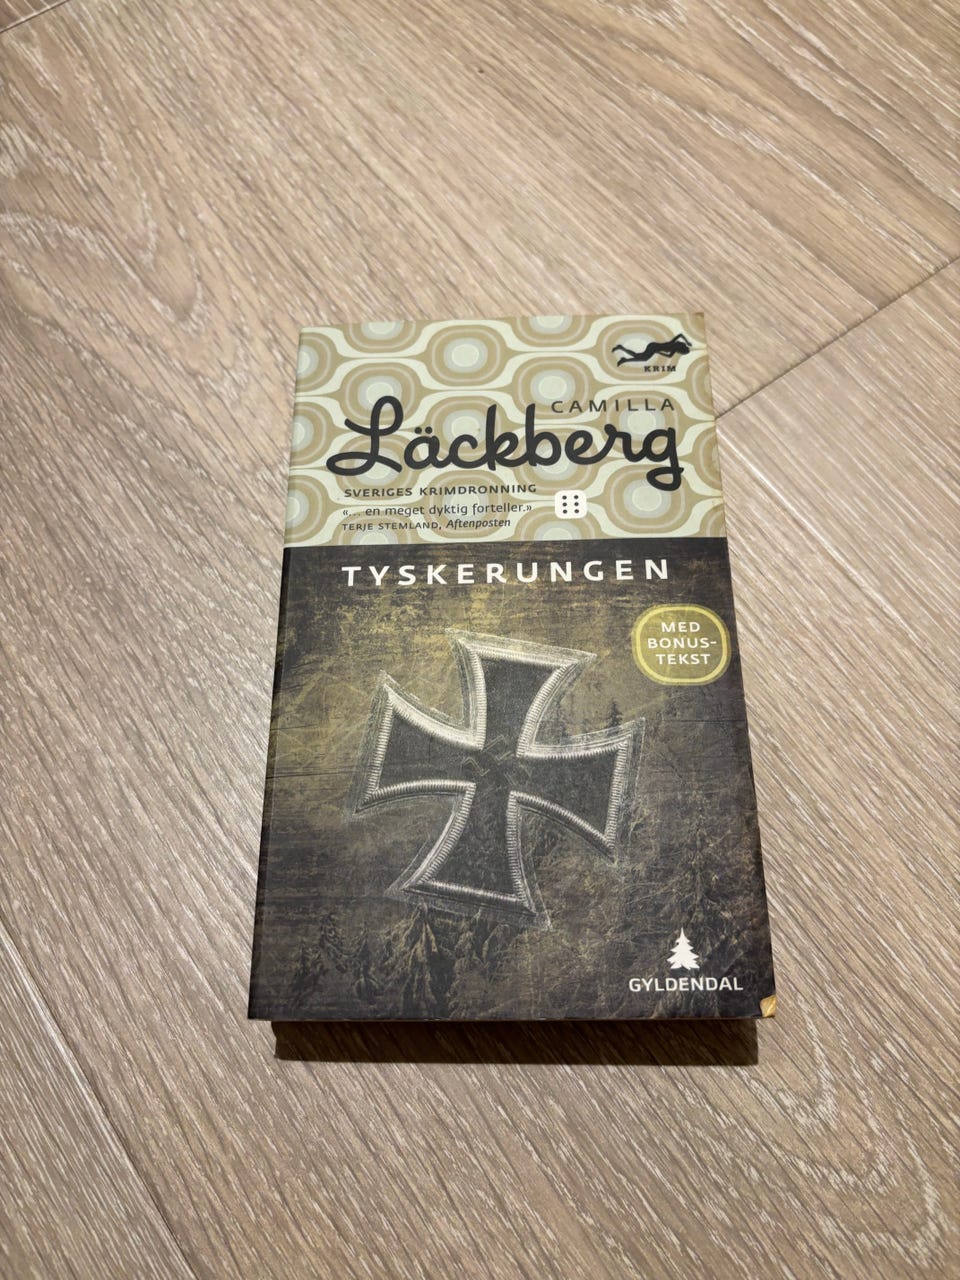 KRIM
CAMILLA
Läckberg
SVERIGES KRIMDRONNING
«... en meget dyktig forteller.»
TERJE STEMLAND, Aftenposten
TYSKERUNGEN
MED
BONUS-
TEKST
GYLDENDAL